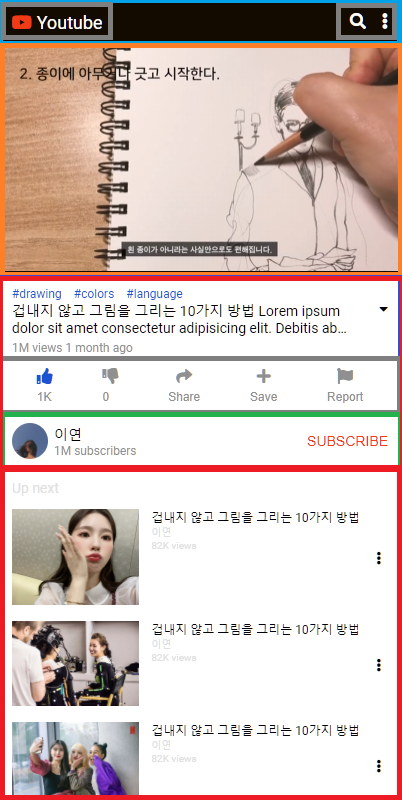 Youtube
2. 종이에 아무거나 긋고 시작한다.
흰 종이가 아니라는 사실만으로도 편해집니다.
#drawing #colors #language
겁내지 않고 그림을 그리는 10가지 방법 Lorem ipsum
dolor sit amet consectetur adipisicing elit. Debitis ab...
1M views 1 month ago
1K 0 Share Save Report
이연
1M subscribers
SUBSCRIBE
Up next
겁내지 않고 그림을 그리는 10가지 방법
이연
82K views
겁내지 않고 그림을 그리는 10가지 방법
이연
82K views
겁내지 않고 그림을 그리는 10가지 방법
이연
82K views